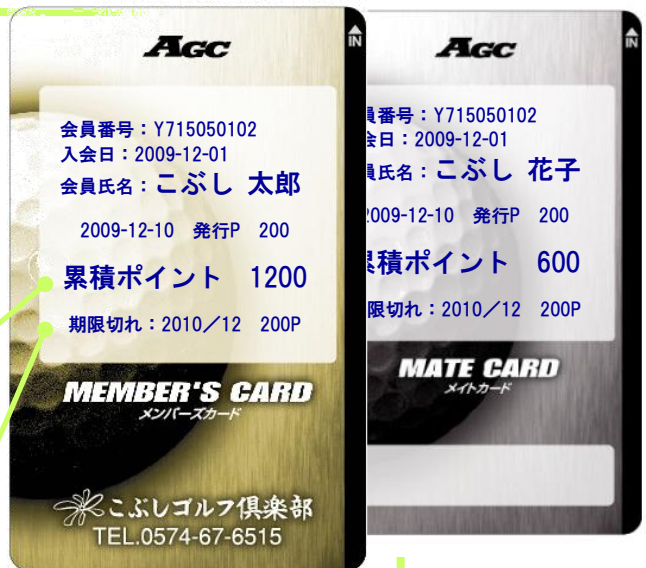 AGC
IN
会員番号：Y715050102
入会日：2009-12-01
会員氏名：こぶし 太郎
2009-12-10 発行P 200
累積ポイント 1200
期限切れ：2010／12 200P
MEMBER'S CARD
メンバーズカード
こぶしゴルフ倶楽部
TEL.0574-67-6515
AGC
IN
員番号：Y715050102
会日：2009-12-01
員氏名：こぶし 花子
2009-12-10 発行P 200
積ポイント 600
限切れ：2010／12 200P
MATE CARD
メイトカード